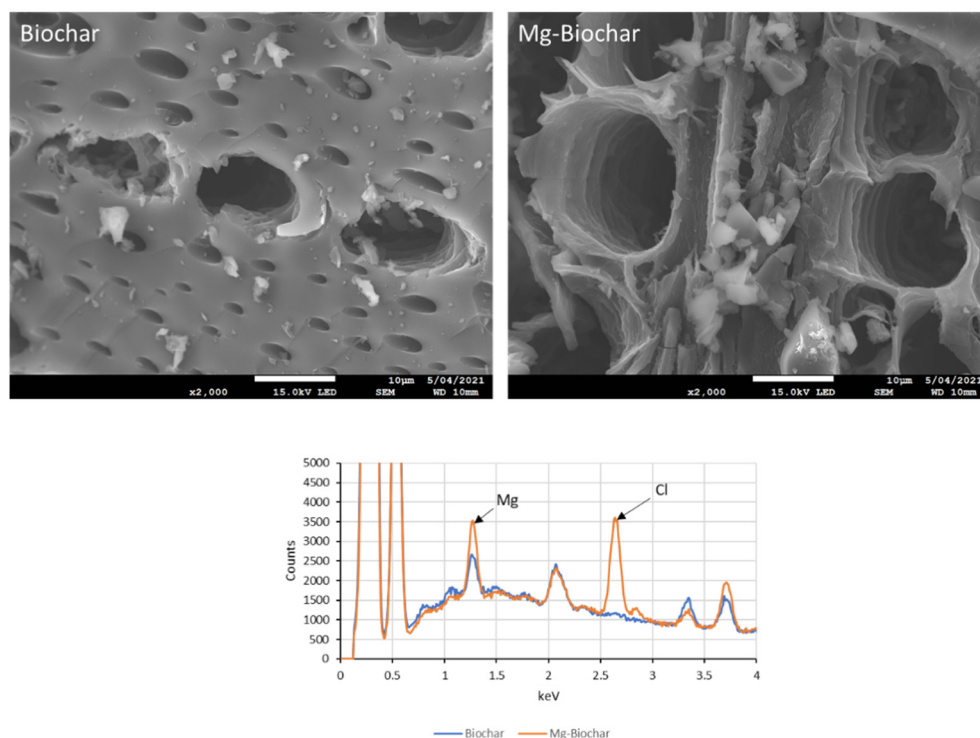 Biochar
10μm 5/04/2021
x2,000 15.0kV LED SEM WD 10mm
Mg-Biochar
10μm 5/04/2021
x2,000 15.0kV LED SEM WD 10mm
5000
4500
4000
3500
3000
2500
2000
1500
1000
500
0
Counts
Mg
Cl
0 0.5 1 1.5 2 2.5 3 3.5 4
keV
Biochar Mg-Biochar